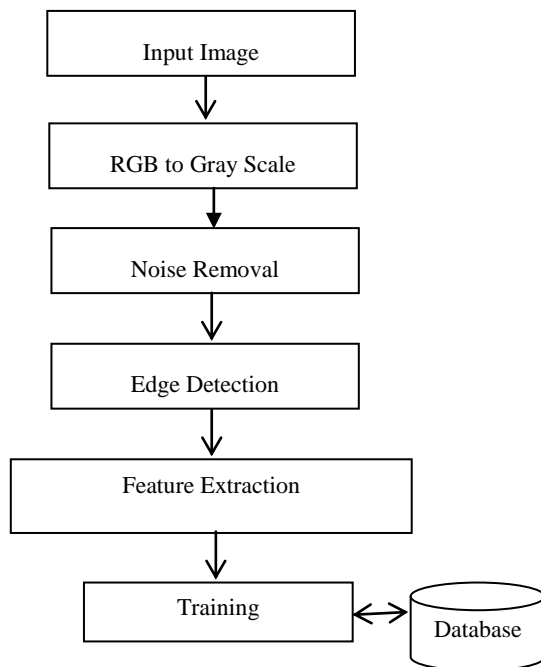 Input Image
RGB to Gray Scale
Noise Removal
Edge Detection
Feature Extraction
Training
Database